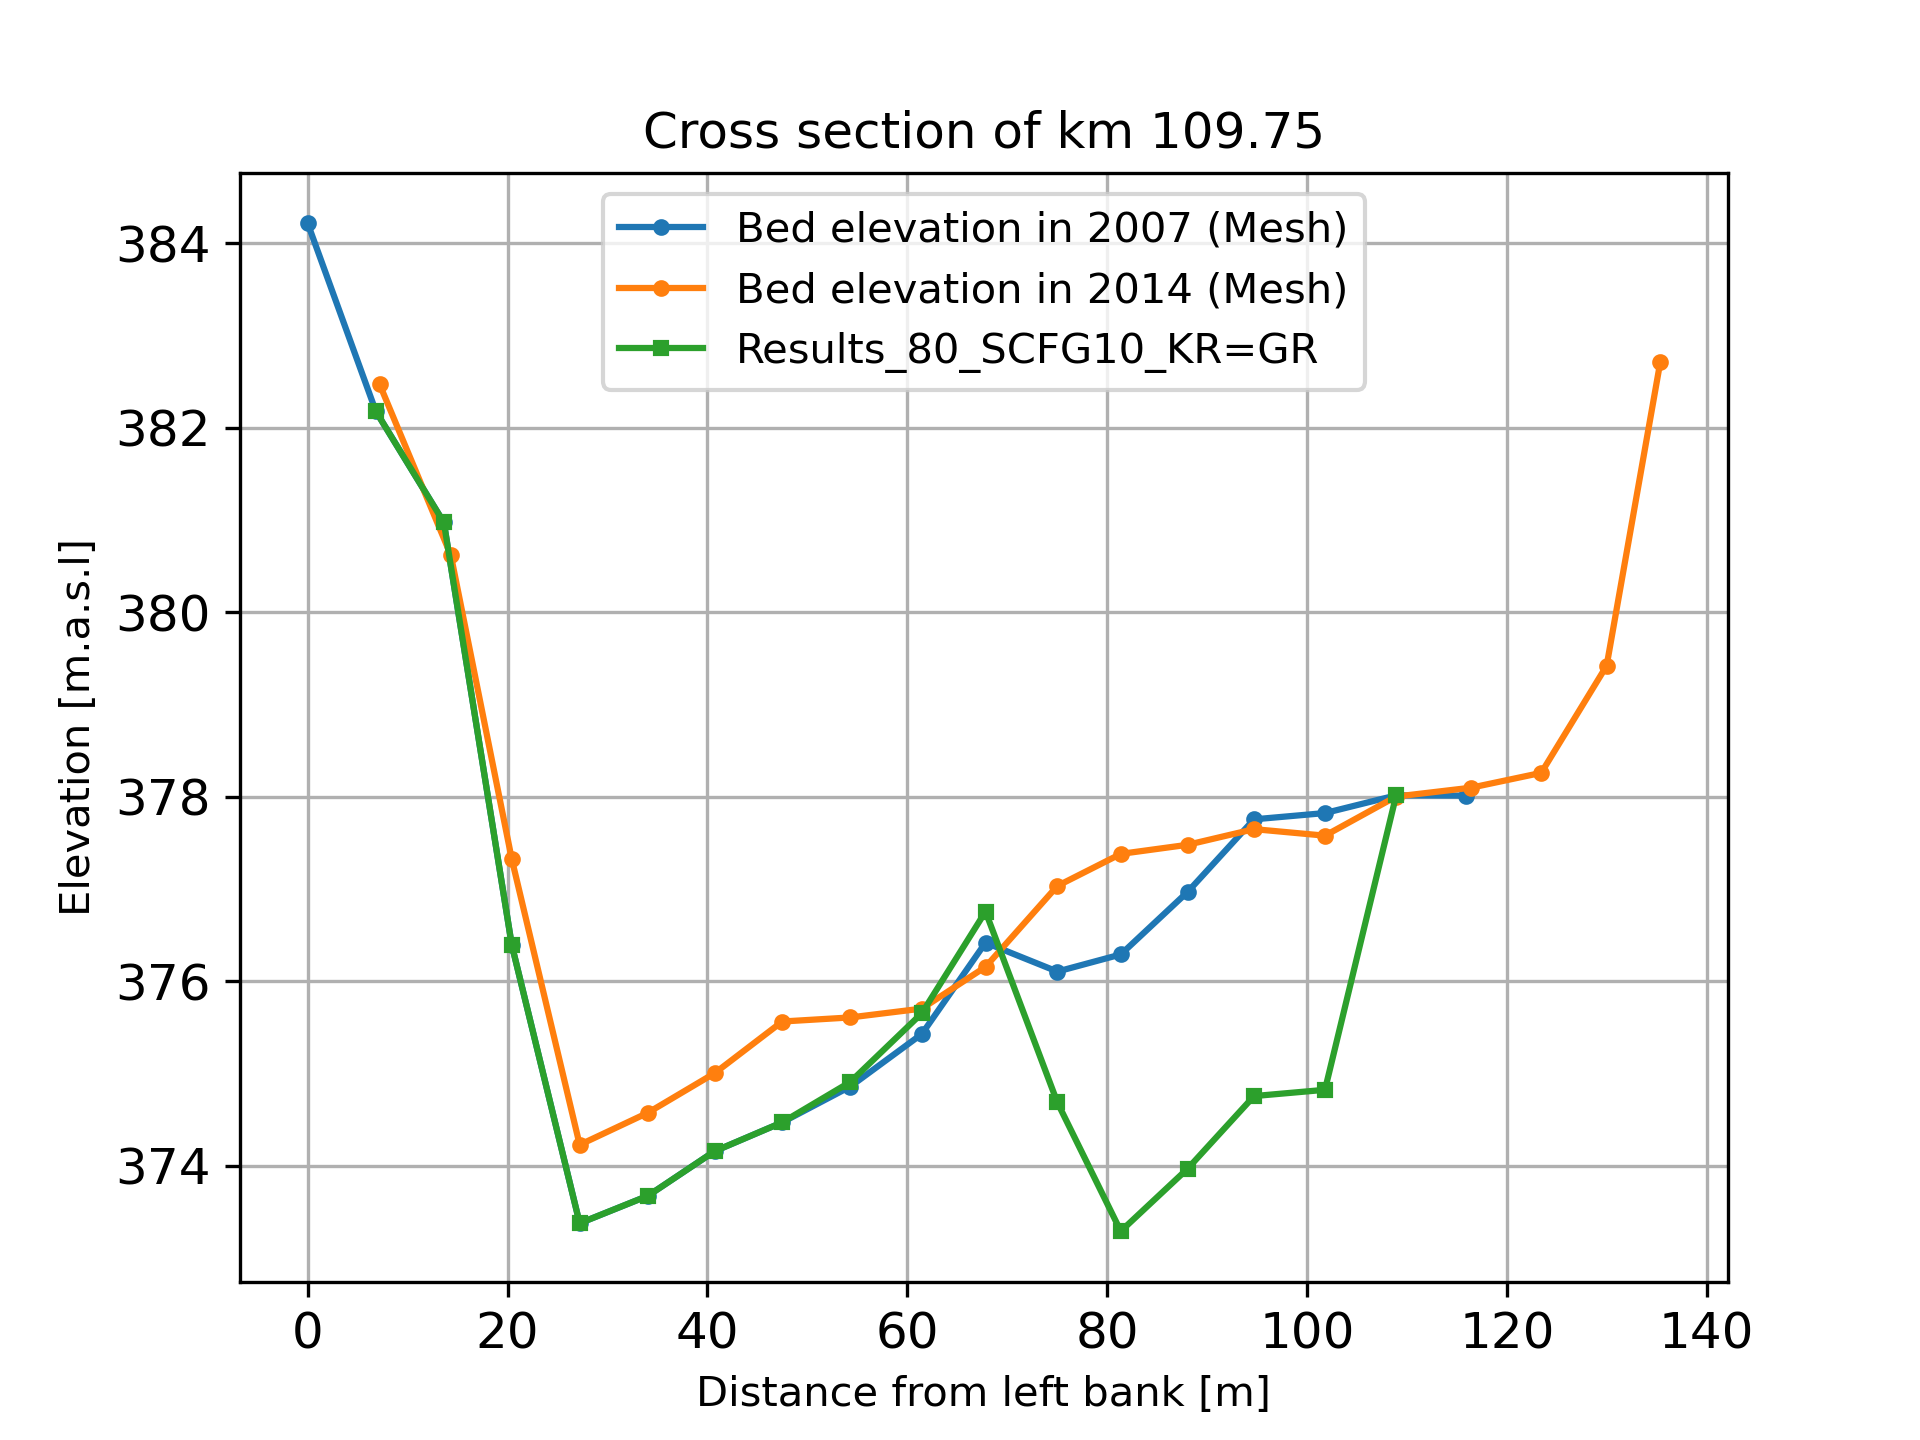 Cross section of km 109.75
Bed elevation in 2007 (Mesh)
Bed elevation in 2014 (Mesh)
Results_80_SCFG10_KR=GR
Elevation [m.a.s.l]
384
382
380
378
376
374
0 20 40 60 80 100 120 140
Distance from left bank [m]